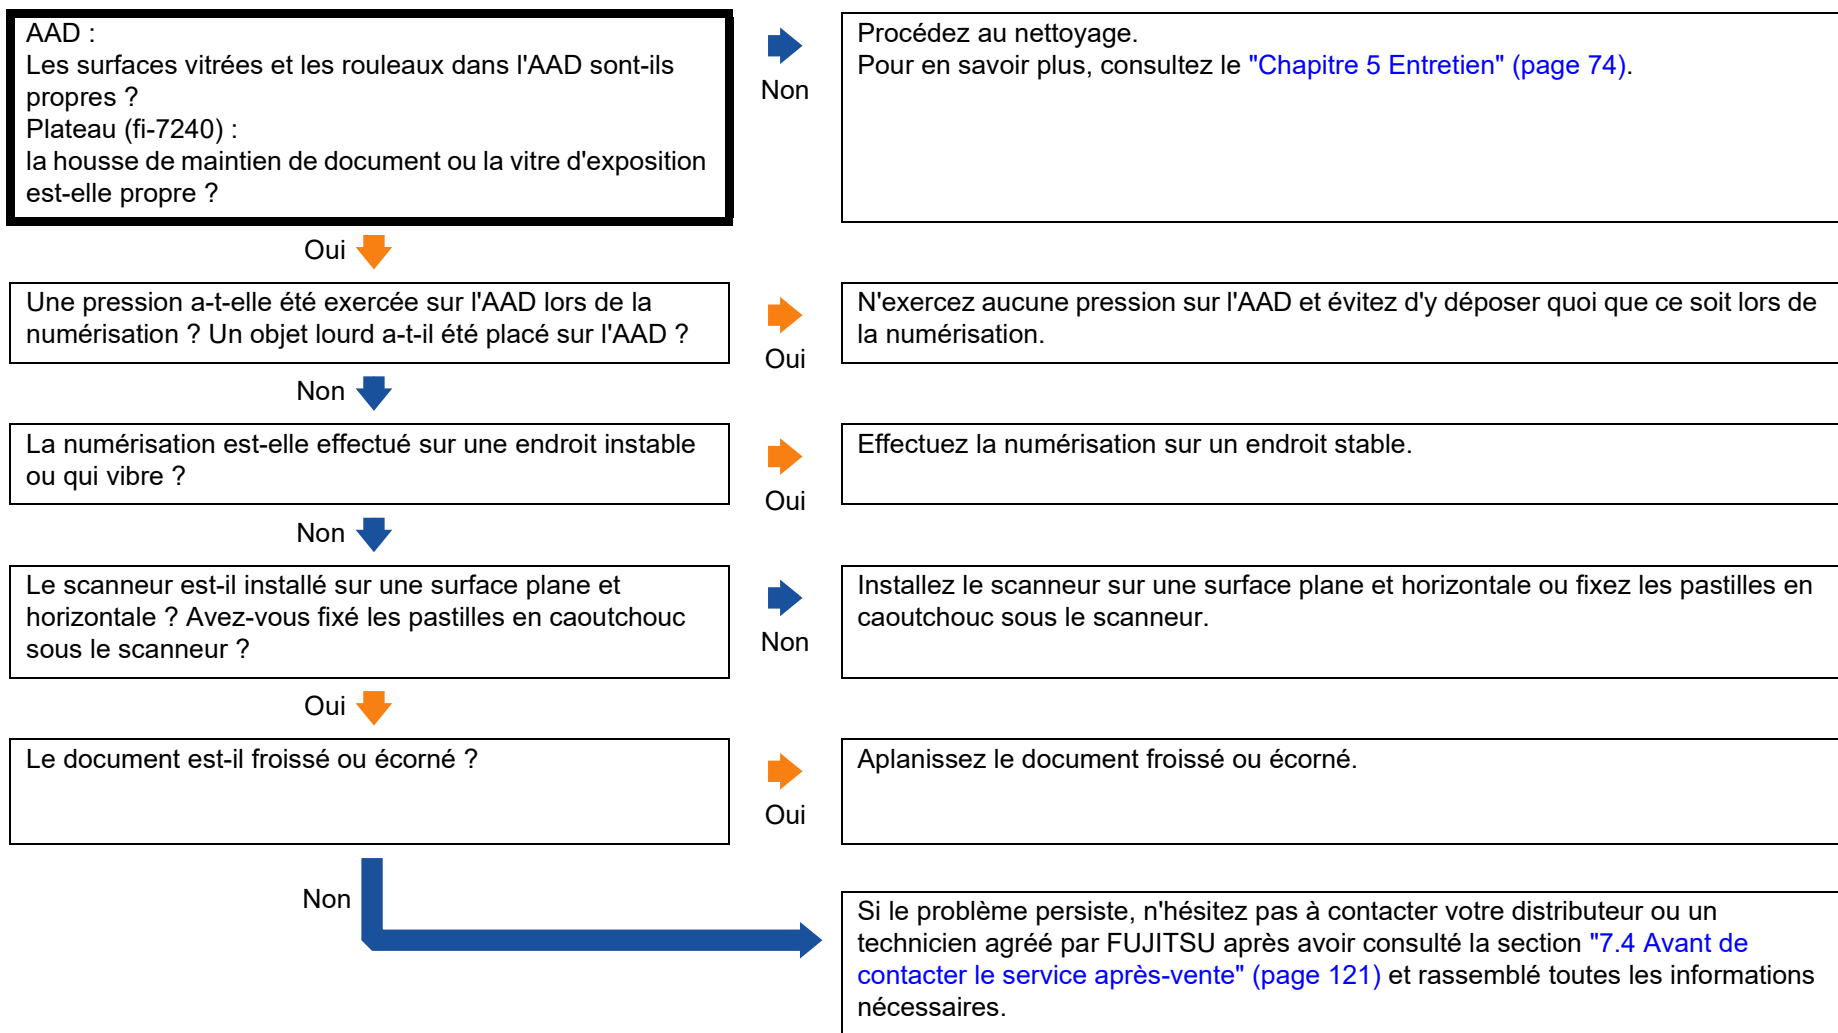 AAD :
Les surfaces vitrées et les rouleaux dans l'AAD sont-ils
propres ?
Plateau (fi-7240) :
la housse de maintien de document ou la vitre d'exposition
est-elle propre ?
Non
Procédez au nettoyage.
Pour en savoir plus, consultez le "Chapitre 5 Entretien" (page 74).
Oui
Une pression a-t-elle été exercée sur l'AAD lors de la
numérisation ? Un objet lourd a-t-il été placé sur l'AAD ?
Oui
N'exercez aucune pression sur l'AAD et évitez d'y déposer quoi que ce soit lors de
la numérisation.
Non
La numérisation est-elle effectué sur une endroit instable
ou qui vibre ?
Oui
Effectuez la numérisation sur un endroit stable.
Non
Le scanneur est-il installé sur une surface plane et
horizontale ? Avez-vous fixé les pastilles en caoutchouc
sous le scanneur ?
Non
Installez le scanneur sur une surface plane et horizontale ou fixez les pastilles en
caoutchouc sous le scanneur.
Oui
Le document est-il froissé ou écorné ?
Oui
Aplanissez le document froissé ou écorné.
Non
Si le problème persiste, n'hésitez pas à contacter votre distributeur ou un
technicien agréé par FUJITSU après avoir consulté la section "7.4 Avant de
contacter le service après-vente" (page 121) et rassemblé toutes les informations
nécessaires.